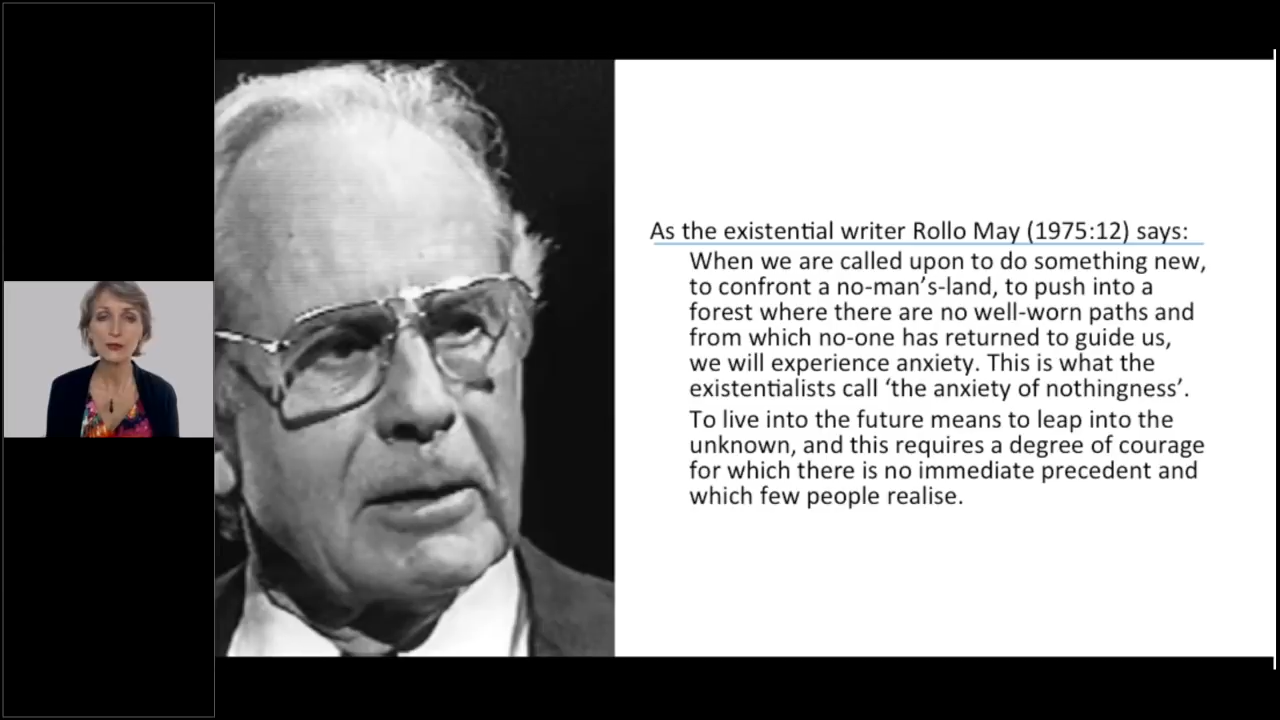 As the existential writer Rollo May (1975:12) says:
When we are called upon to do something new,
to confront a no-man's-land, to push into a
forest where there are no well-worn paths and
from which no-one has returned to guide us,
we will experience anxiety. This is what the
existentialists call ‘the anxiety of nothingness’.
To live into the future means to leap into the
unknown, and this requires a degree of courage
for which there is no immediate precedent and
which few people realise.